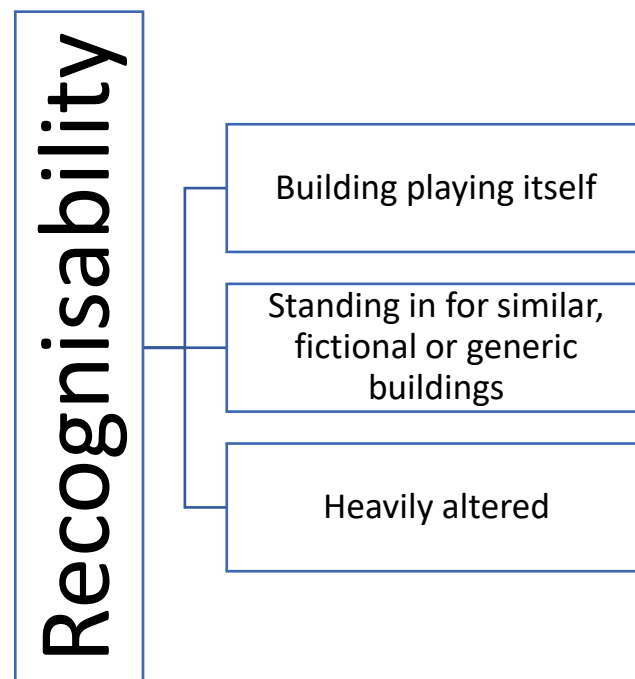 Recognisability
Building playing itself
Standing in for similar,
fictional or generic
buildings
Heavily altered